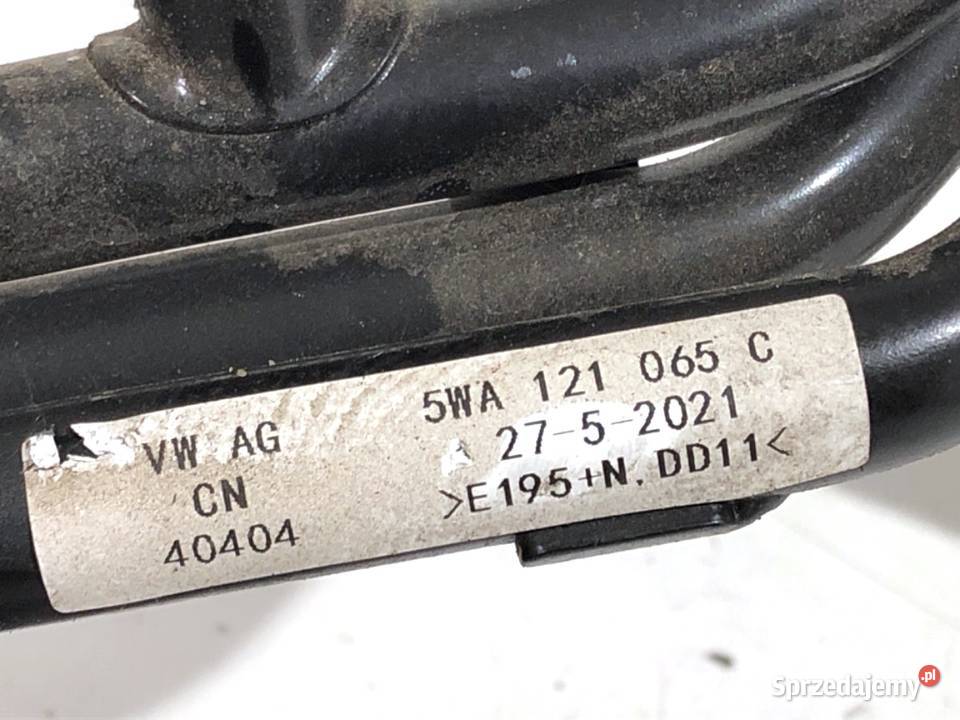 VW AG
CN
40404
5WA 121 065 C
27-5-2021
>E195+N.DD11<
Sprzedajemy.pl